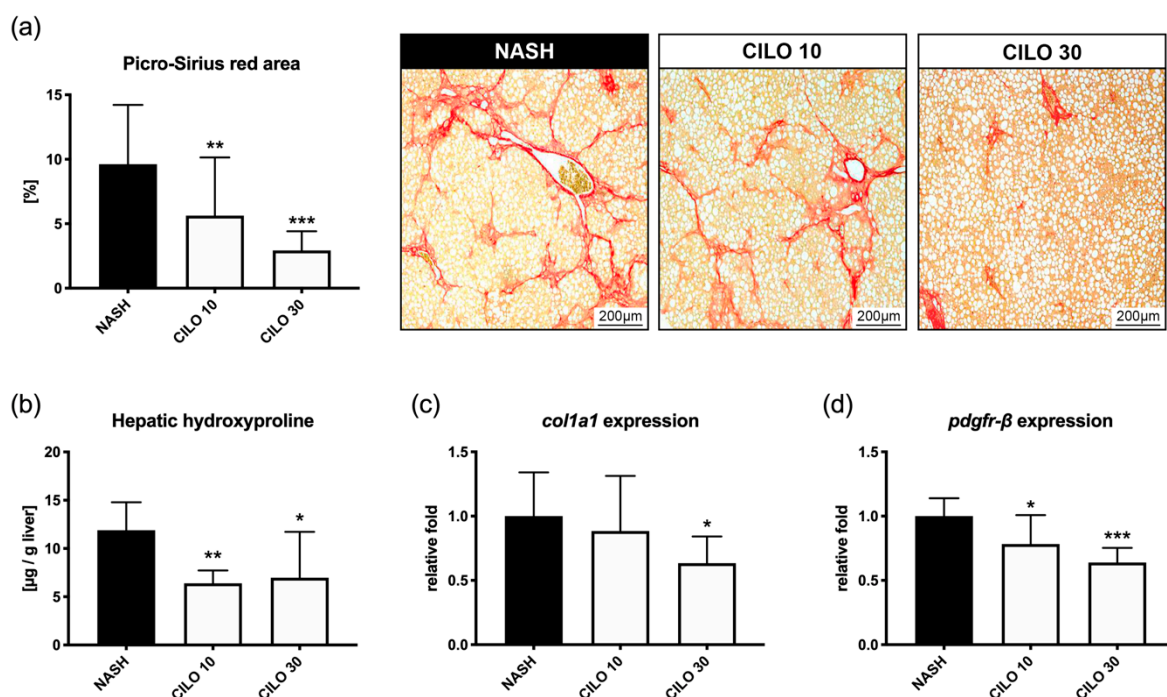 (a)
Picro-Sirius red area
[%]
15
10
5
0
**
***
NASH
CILO 10
CILO 30
NASH
CILO 10
CILO 30
200μm
200μm
200μm
(b)
Hepatic hydroxyproline
[μg / g liver]
20
15
10
5
0
**
*
NASH
CILO 10
CILO 30
(c)
col1a1 expression
relative fold
1.5
1.0
0.5
0.0
*
NASH
CILO 10
CILO 30
(d)
pdgfr-β expression
relative fold
1.5
1.0
0.5
0.0
*
***
NASH
CILO 10
CILO 30